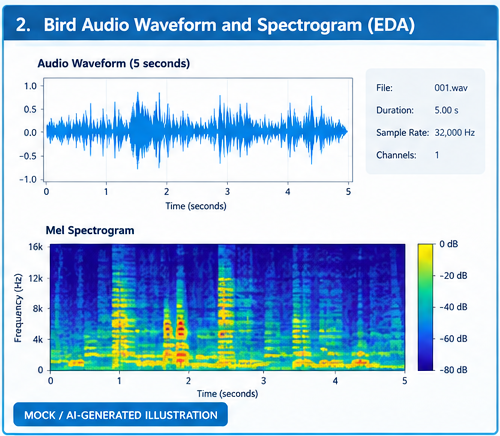 2. Bird Audio Waveform and Spectrogram (EDA)
Audio Waveform (5 seconds)
1.0
0.5
0.0
−0.5
−1.0
0 1 2 3 4 5
Time (seconds)
File: 001.wav
Duration: 5.00 s
Sample Rate: 32,000 Hz
Channels: 1
Mel Spectrogram
Frequency (Hz)
16k
12k
8k
4k
0
0 1 2 3 4 5
Time (seconds)
0 dB
-20 dB
-40 dB
-60 dB
-80 dB
MOCK / AI-GENERATED ILLUSTRATION